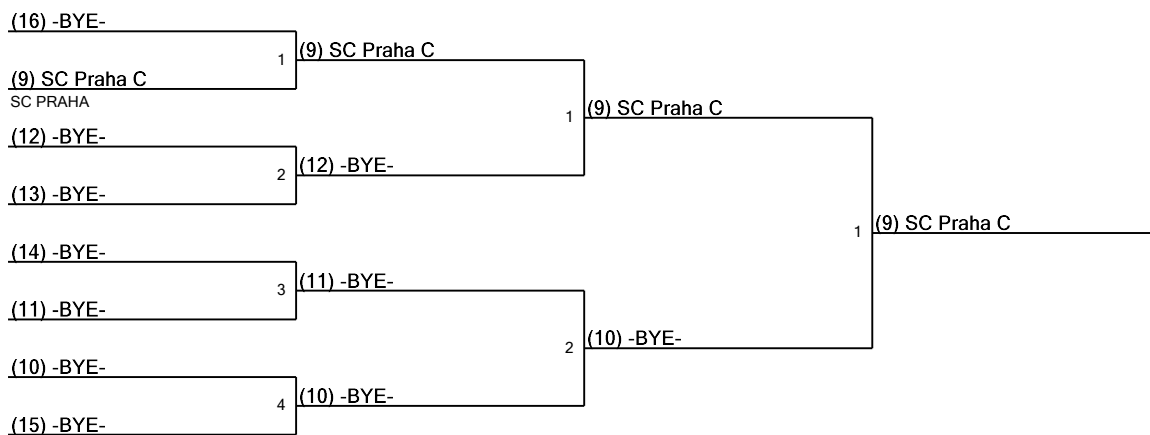 (16) -BYE-
1
(9) SC Praha C
(9) SC Praha C
SC PRAHA
1
(9) SC Praha C
(12) -BYE-
2
(12) -BYE-
(13) -BYE-
1
(9) SC Praha C
(14) -BYE-
3
(11) -BYE-
(11) -BYE-
2
(10) -BYE-
(10) -BYE-
4
(10) -BYE-
(15) -BYE-